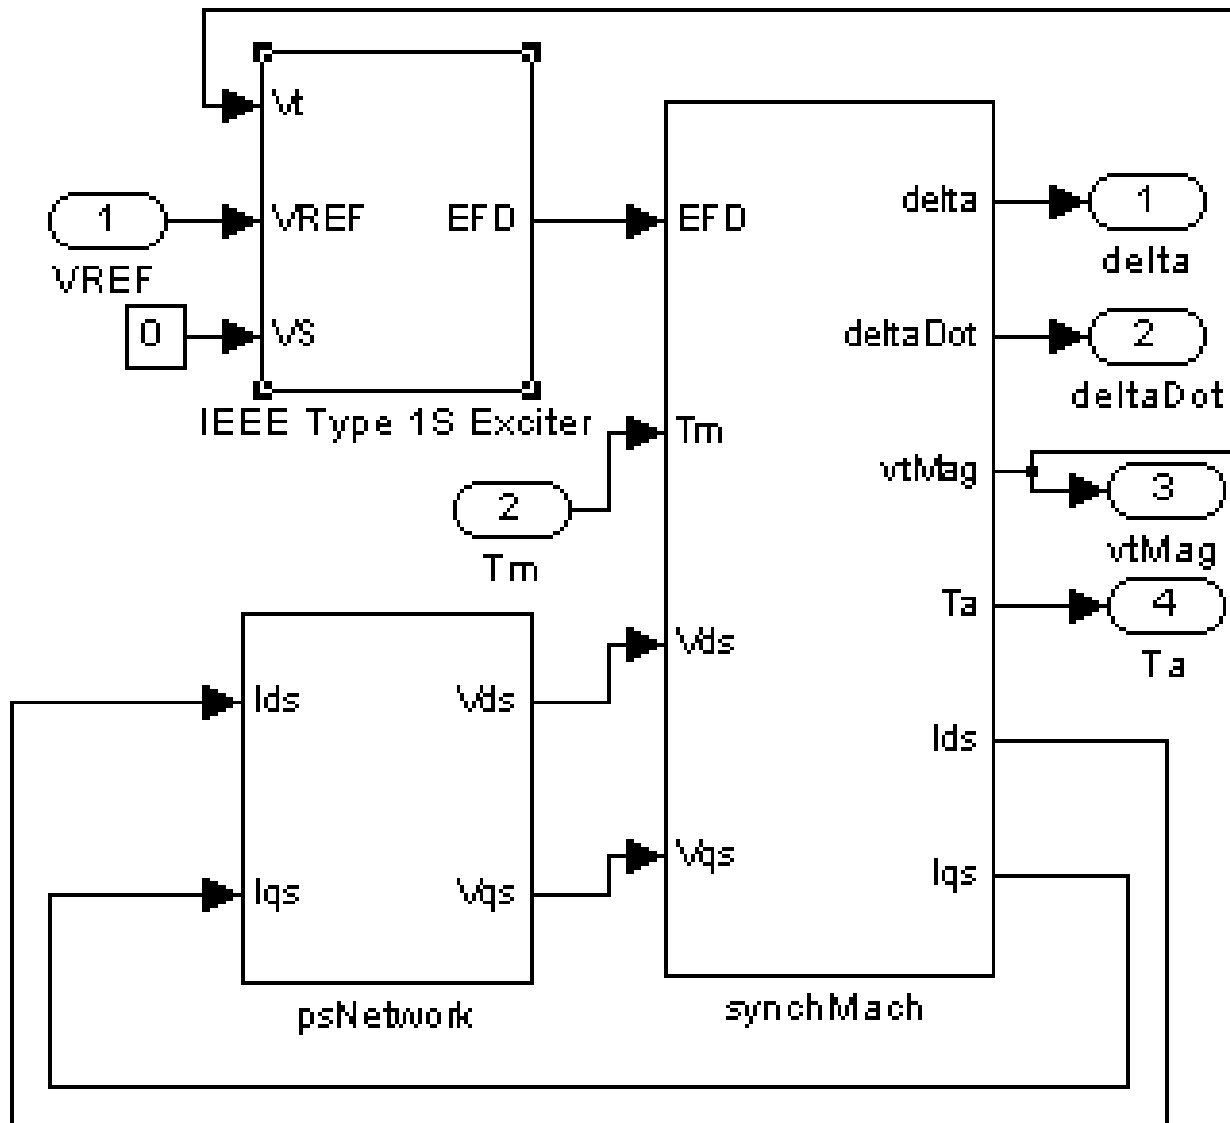 Vt
1
VREF
EFD
VREF
0
VS
IEEE Type 1S Exciter
EFD
Tm
Vds
Vqs
delta
deltaDot
vtMag
Ta
Ids
Iqs
synchMach
1
delta
2
deltaDot
3
vtMag
4
Ta
2
Tm
Ids
Vds
Iqs
Vqs
psNetwork